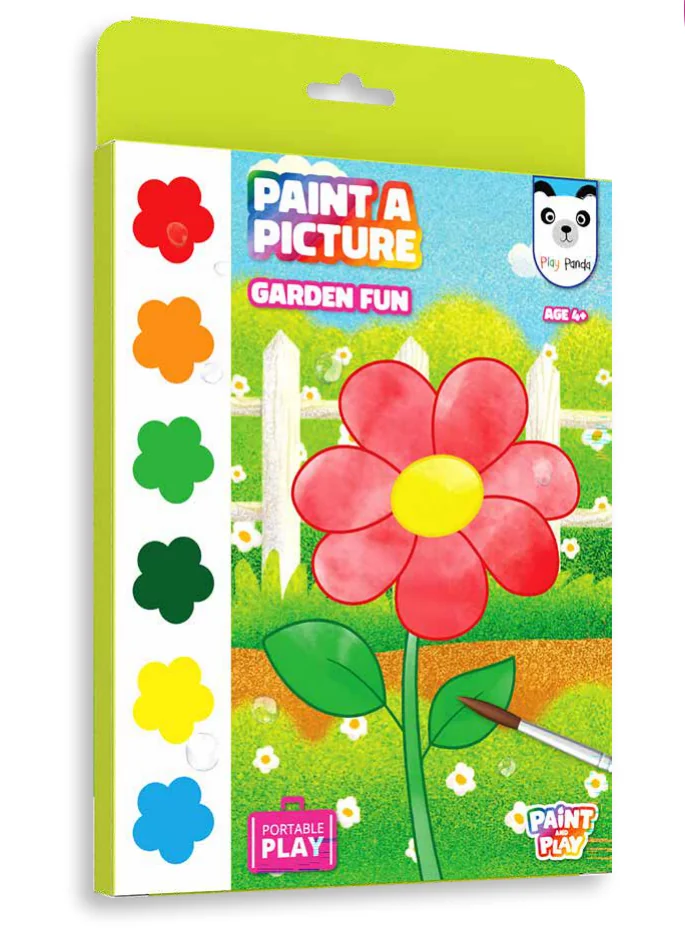 PAINT A
PICTURE
GARDEN FUN
Play Panda
AGE 4+
PORTABLE
PLAY
PAiNT
AND
PLAY